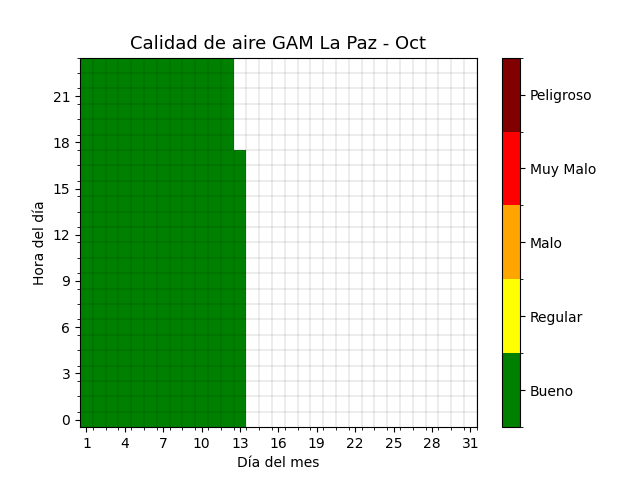 Calidad de aire GAM La Paz - Oct
Hora del día
21
18
15
12
9
6
3
0
1 4 7 10 13 16 19 22 25 28 31
Día del mes
Peligroso
Muy Malo
Malo
Regular
Bueno